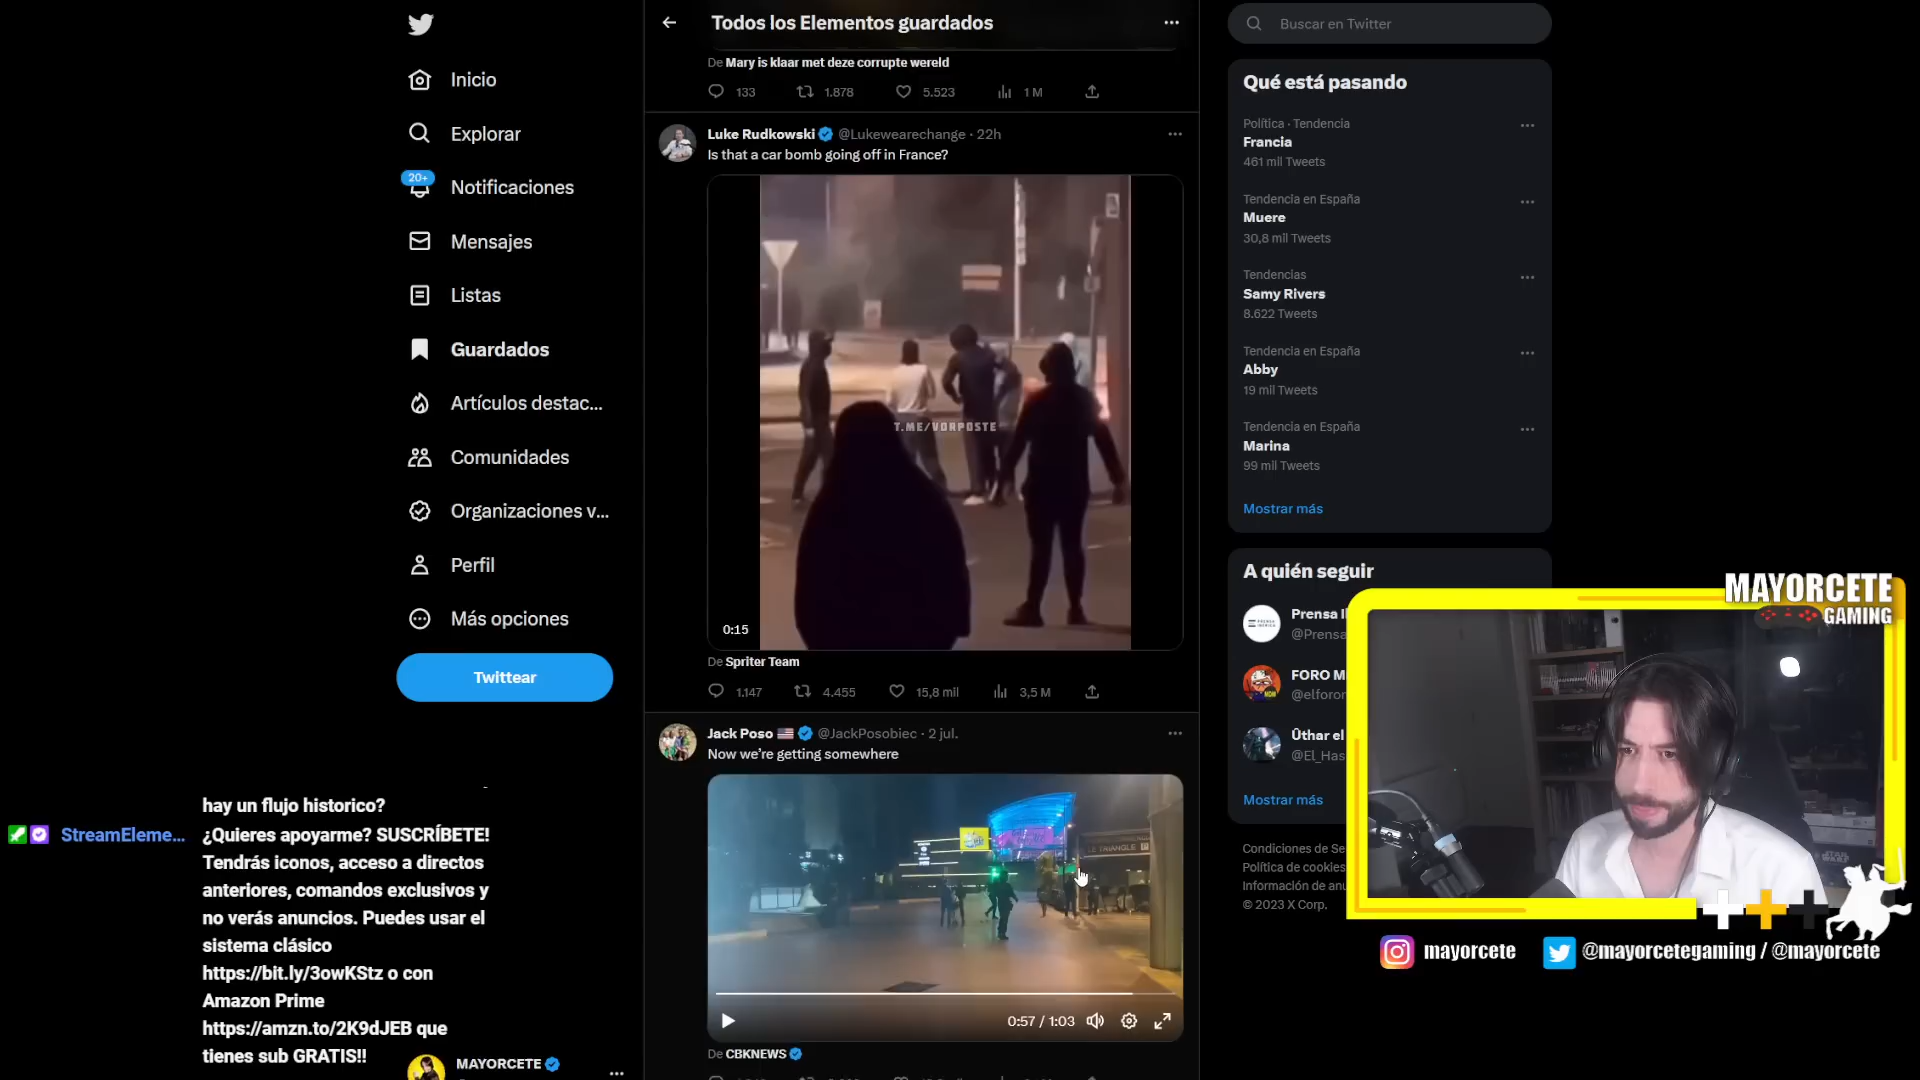 Inicio
Explorar
20+
Notificaciones
Mensajes
Listas
Guardados
Artículos destac...
Comunidades
Organizaciones v...
Perfil
Más opciones
Twittear
hay un flujo historico?
StreamEleme...
¿Quieres apoyarme? SUSCRÍBETE!
Tendrás iconos, acceso a directos
anteriores, comandos exclusivos y
no verás anuncios. Puedes usar el
sistema clásico
https://bit.ly/3owKStz o con
Amazon Prime
https://amzn.to/2K9dJEB que
tienes sub GRATIS!!
MAYORCETE
Todos los Elementos guardados
De Mary is klaar met deze corrupte wereld
133 1.878 5.523 1 M
Luke Rudkowski @Lukewearechange · 22h
Is that a car bomb going off in France?
T.ME/VORPOSTE
0:15
De Spriter Team
1.147 4.455 15,8 mil 3,5 M
Jack Poso @JackPosobiec · 2 jul.
Now we're getting somewhere
LE TRIANGLE
0:57 / 1:03
De CBKNEWS
Buscar en Twitter
Qué está pasando
Política · Tendencia
Francia
461 mil Tweets
Tendencia en España
Muere
30,8 mil Tweets
Tendencias
Samy Rivers
8.622 Tweets
Tendencia en España
Abby
19 mil Tweets
Tendencia en España
Marina
99 mil Tweets
Mostrar más
A quién seguir
Prensa
@Prensa
FORO M
@elforo
Ûthar el
@El_Has
Mostrar más
Condiciones de Se
Política de cookies
Información de anu
© 2023 X Corp.
MAYORCETE
GAMING
STAR WARS
mayorcete
@mayorcetegaming / @mayorcete